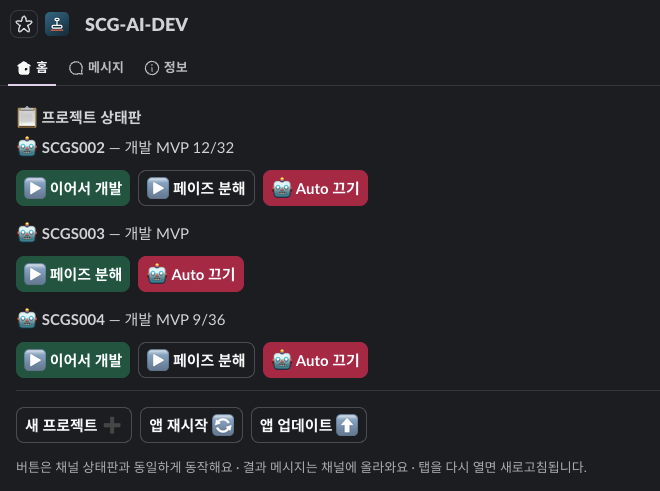 SCG-AI-DEV
홈 메시지 정보
프로젝트 상태판
SCGS002 — 개발 MVP 12/32
이어서 개발 페이즈 분해 Auto 끄기
SCGS003 — 개발 MVP
페이즈 분해 Auto 끄기
SCGS004 — 개발 MVP 9/36
이어서 개발 페이즈 분해 Auto 끄기
새 프로젝트 앱 재시작 앱 업데이트
버튼은 채널 상태판과 동일하게 동작해요 · 결과 메시지는 채널에 올라와요 · 탭을 다시 열면 새로고침됩니다.